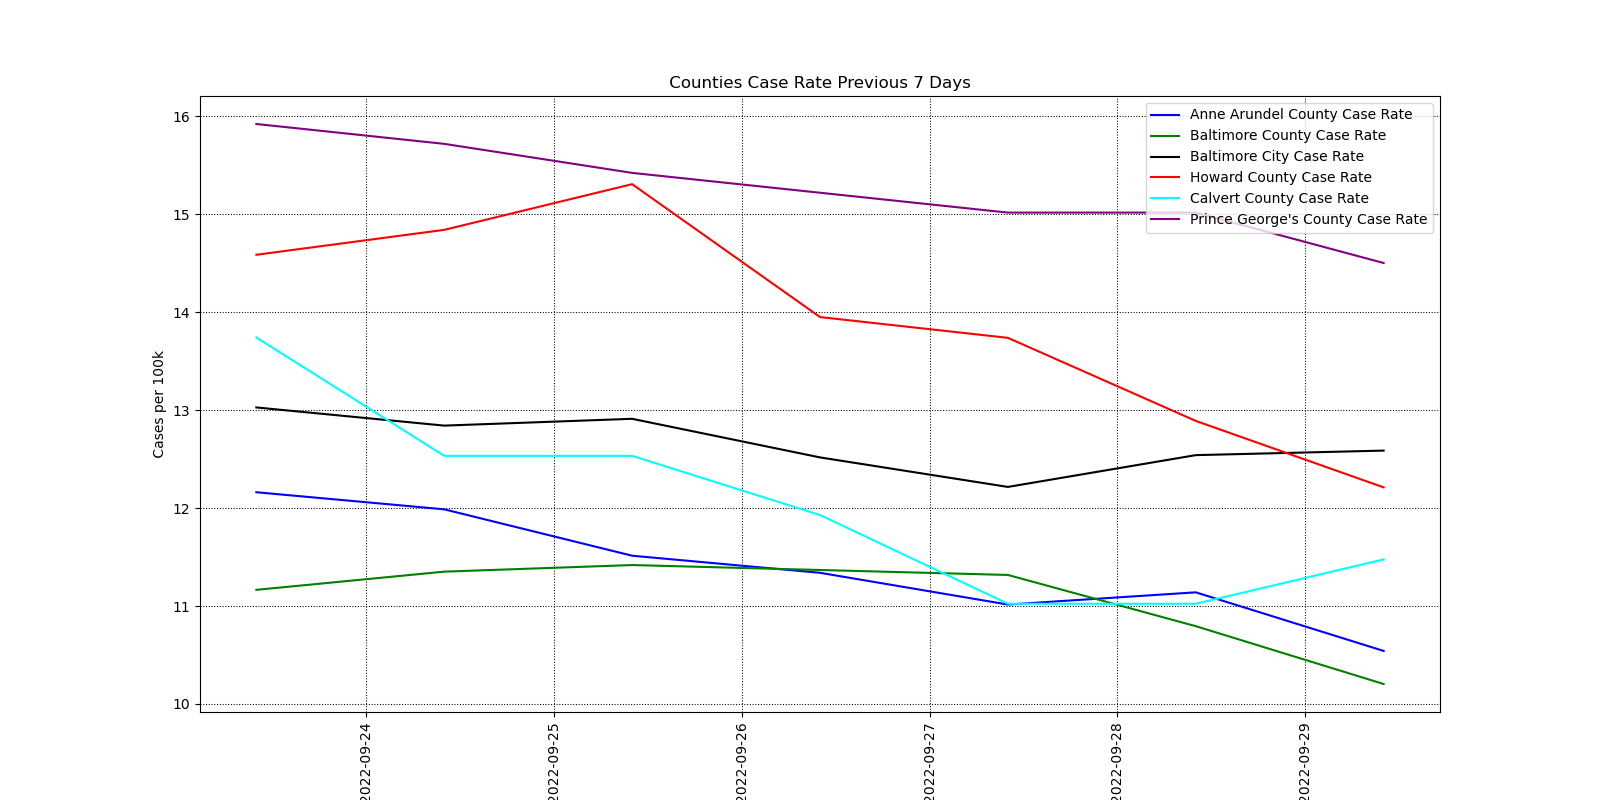 Counties Case Rate Previous 7 Days
16
15
14
13
12
11
10
Cases per 100k
Anne Arundel County Case Rate
Baltimore County Case Rate
Baltimore City Case Rate
Howard County Case Rate
Calvert County Case Rate
Prince George's County Case Rate
2022-09-24
2022-09-25
2022-09-26
2022-09-27
2022-09-28
2022-09-29